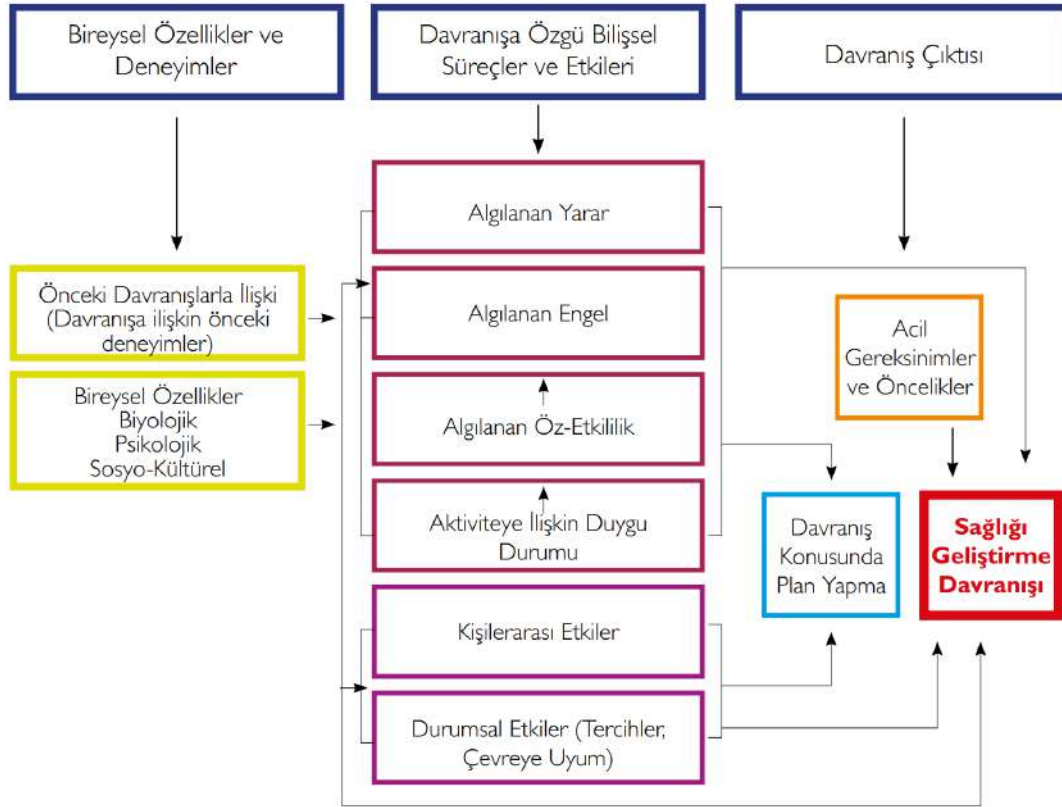 Bireysel Özellikler ve
Deneyimler
Davranışa Özgü Bilişsel
Süreçler ve Etkileri
Davranış Çıktısı
Önceki Davranışlarla İlişki
(Davranışa ilişkin önceki
deneyimler)
Bireysel Özellikler
Biyolojik
Psikolojik
Sosyo-Kültürel
Algılanan Yarar
Algılanan Engel
Algılanan Öz-Etkililik
Aktiviteye İlişkin Duygu
Durumu
Kişilerarası Etkiler
Durumsal Etkiler (Tercihler,
Çevreye Uyum)
Acil
Gereksinimler
ve Öncelikler
Davranış
Konusunda
Plan Yapma
Sağlığı
Geliştirme
Davranışı